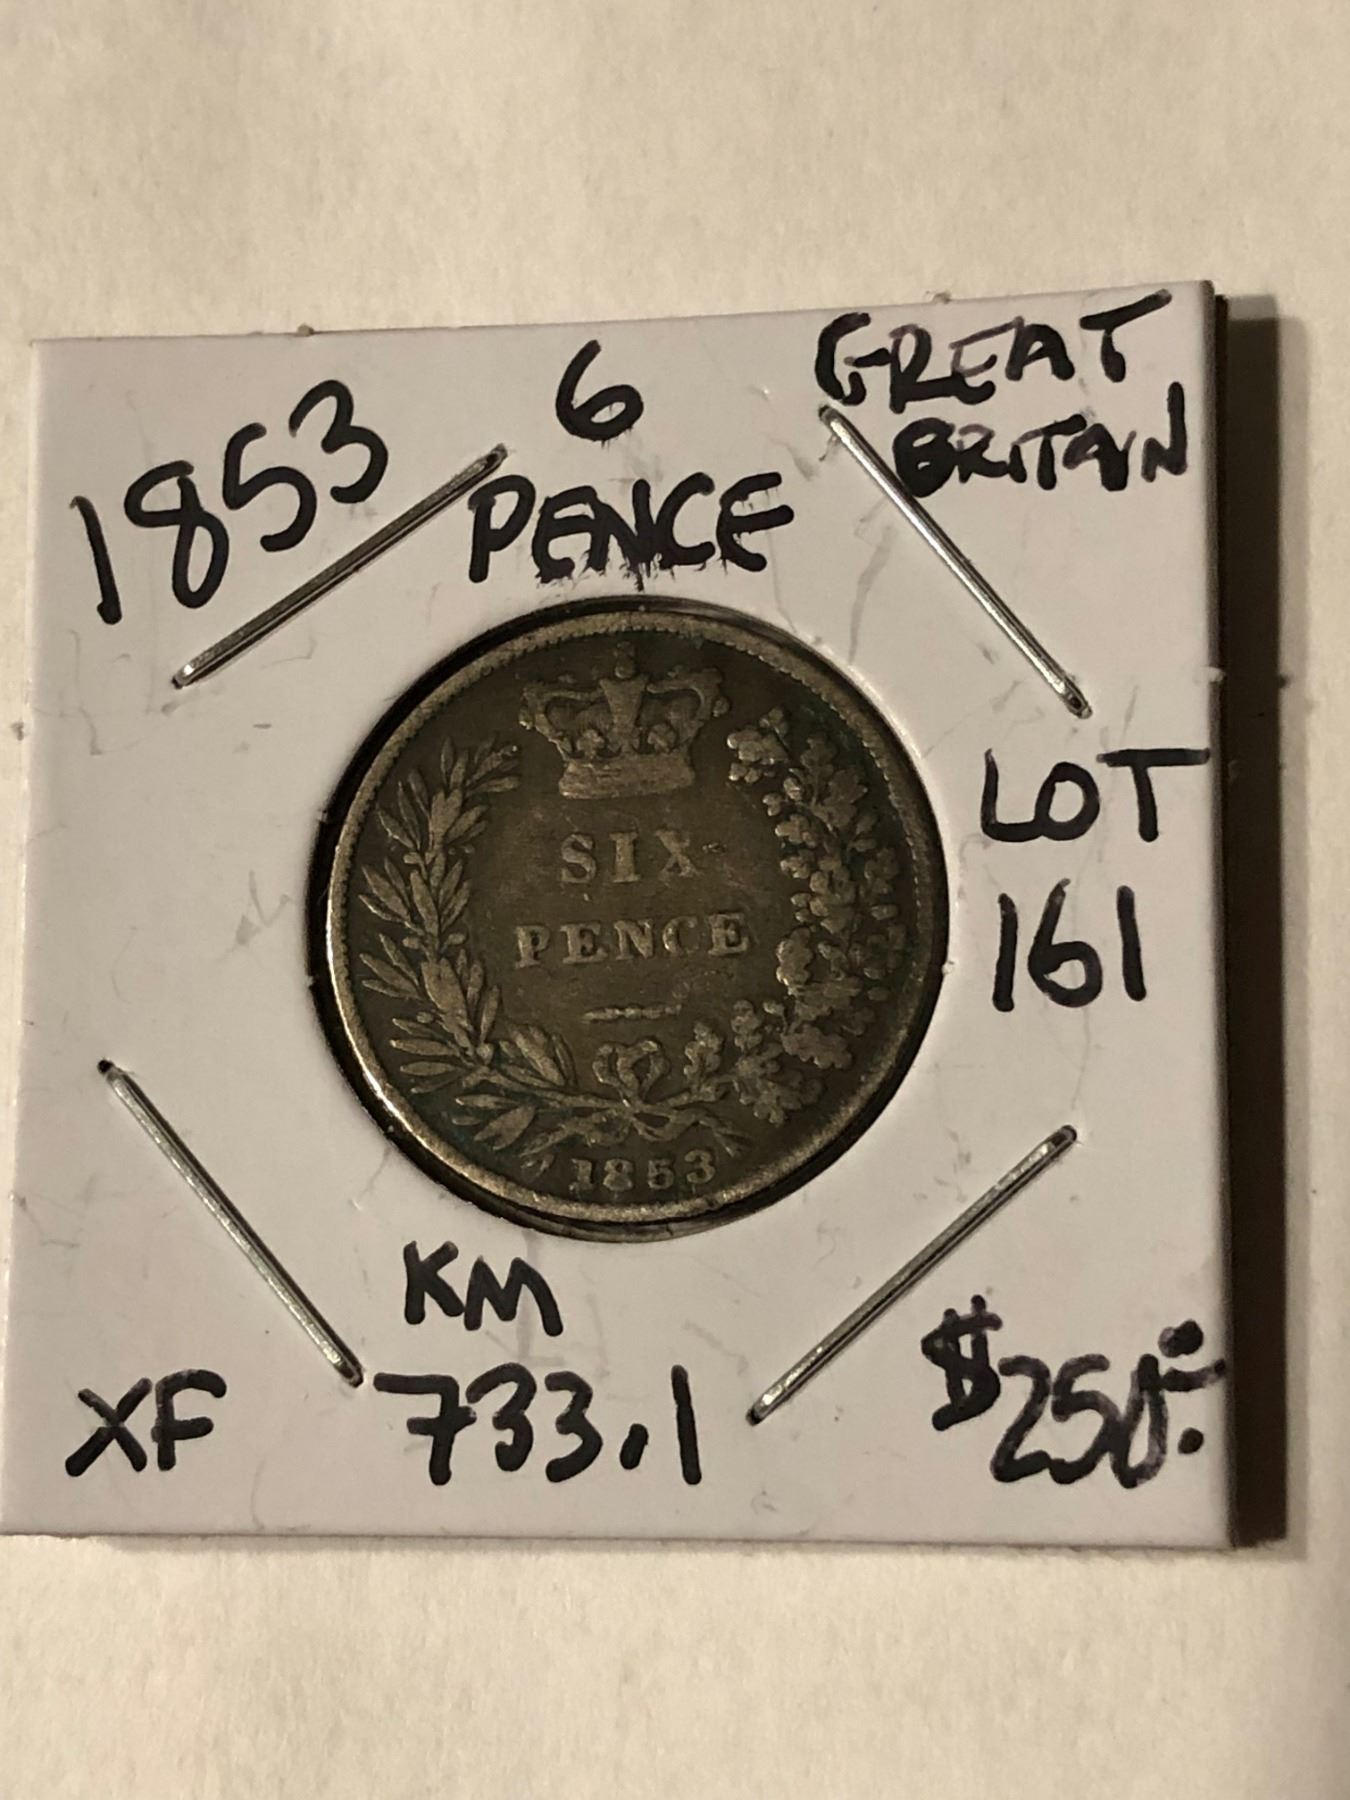 1853
6
PENCE
GREAT
BRITAIN
SIX
PENCE
1853
LOT
161
KM
733.1
XF
$250.-